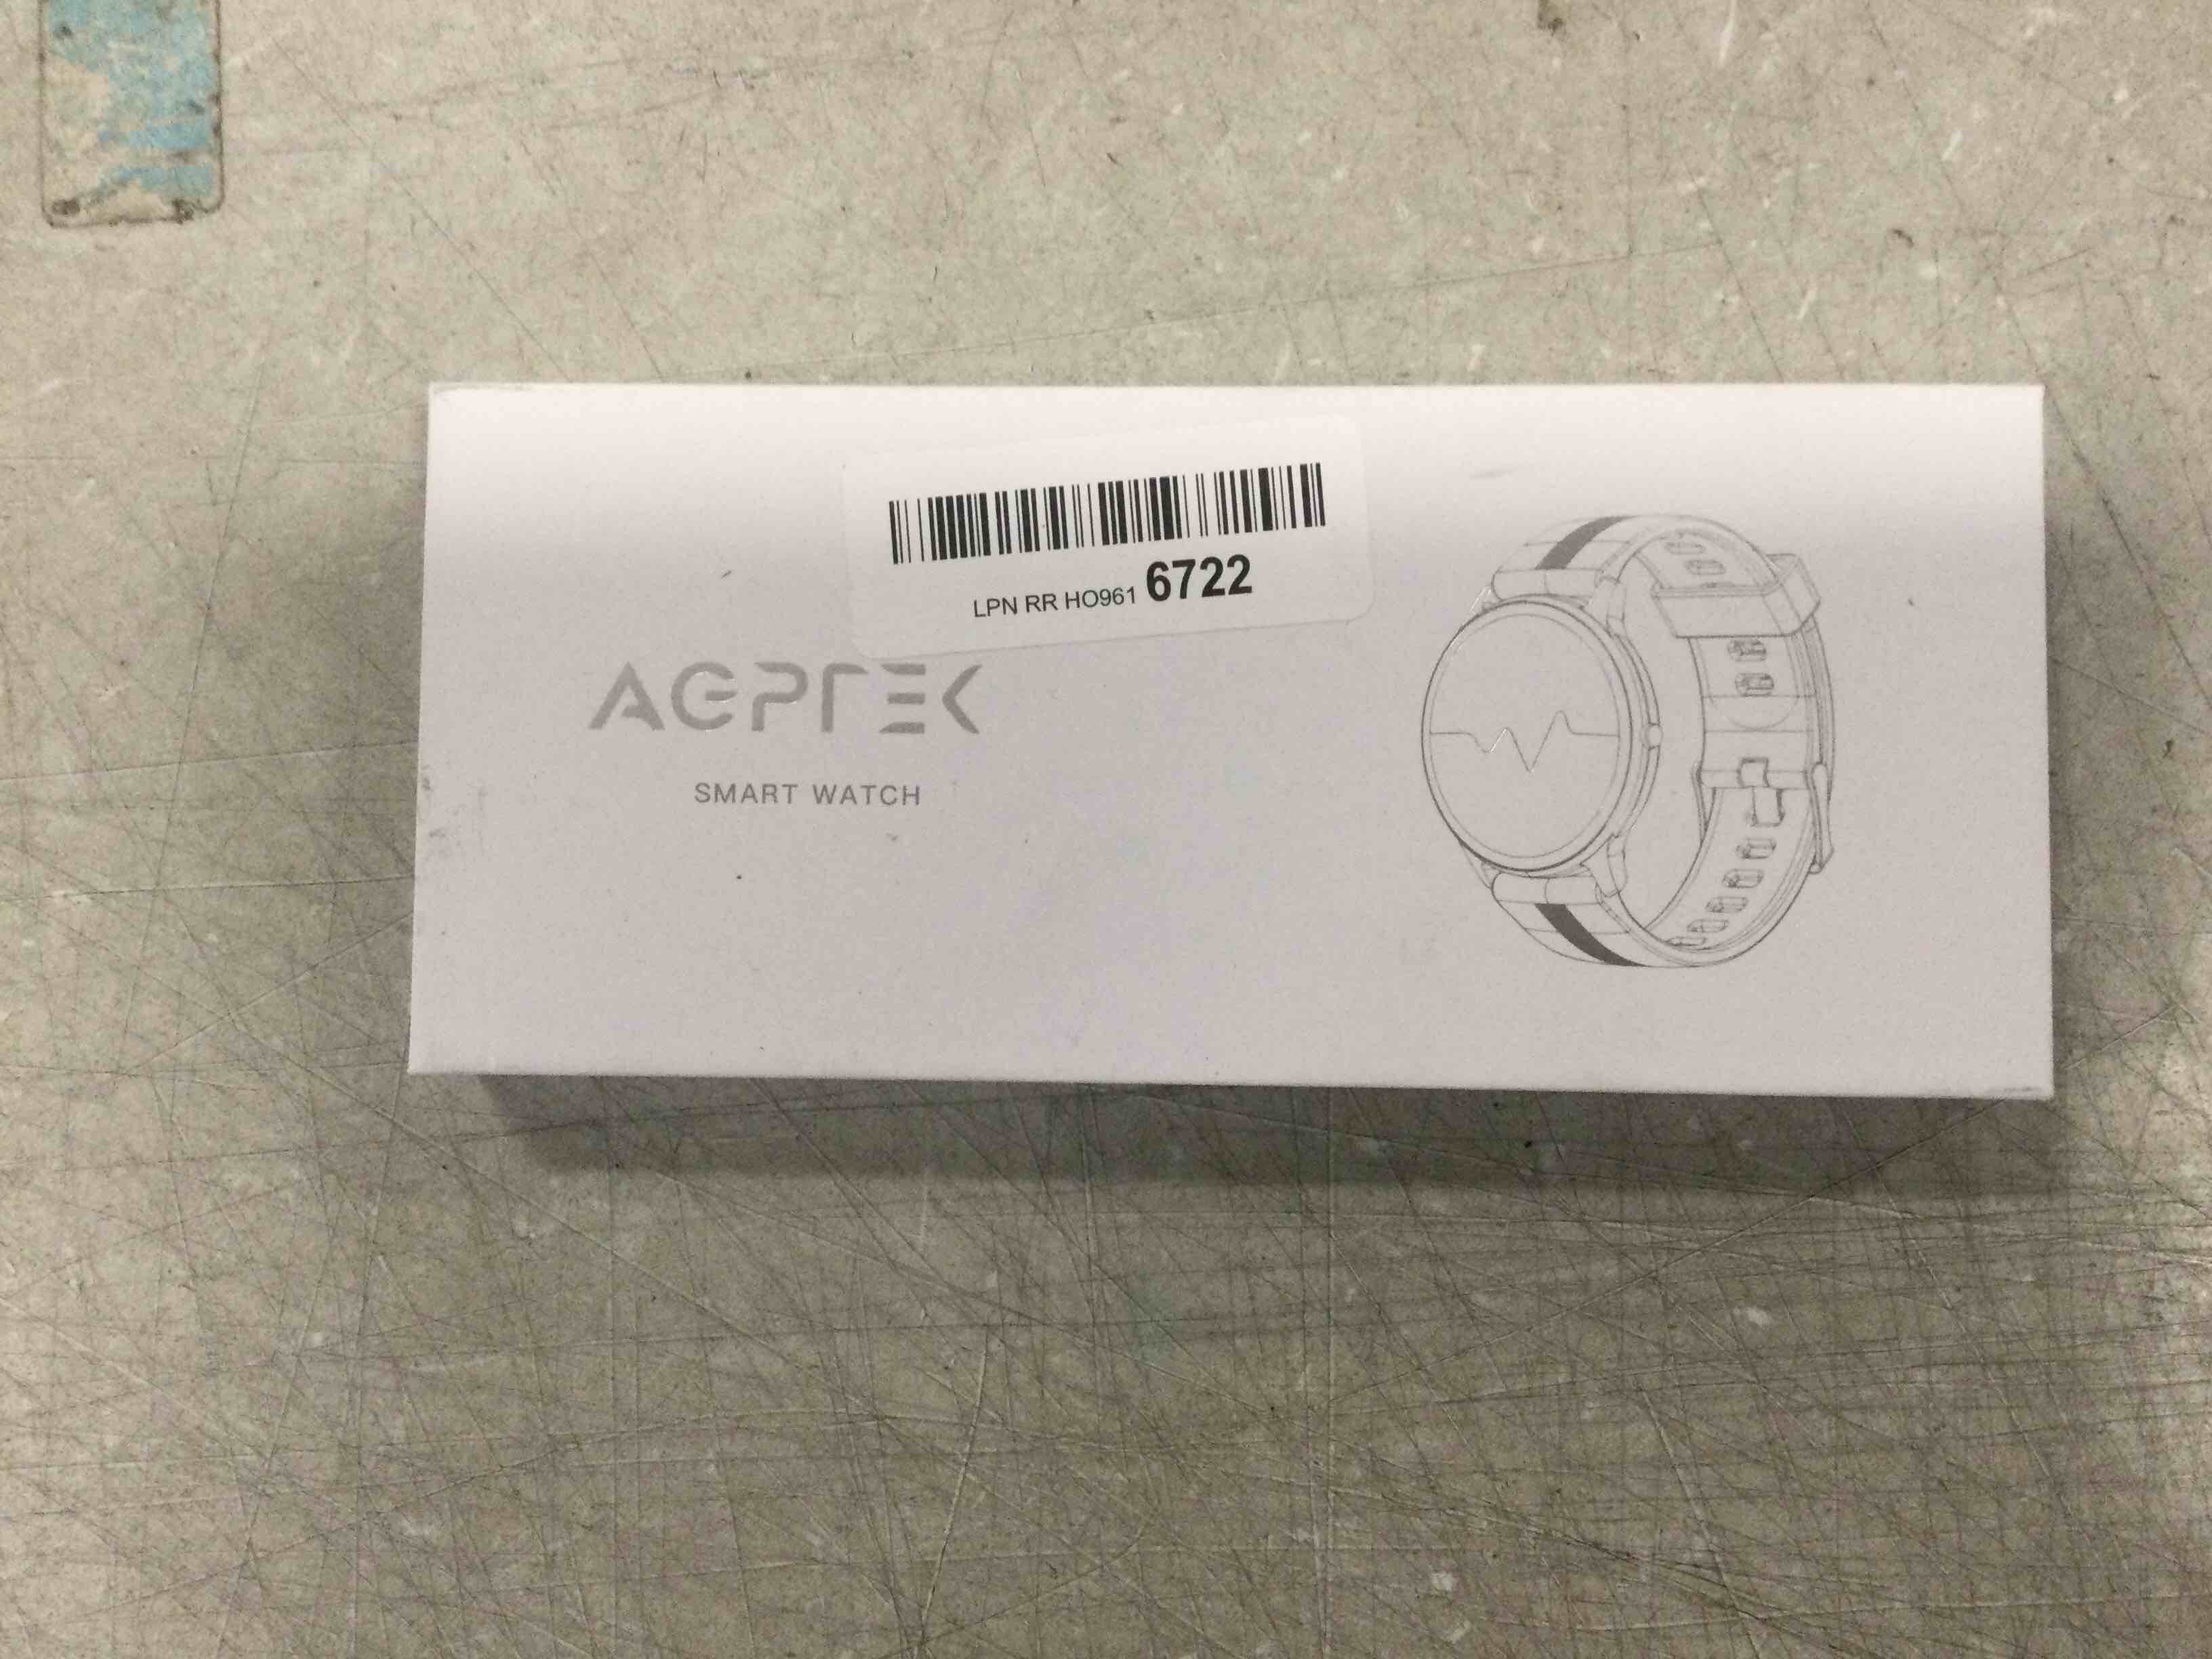 LPN RR HO961 6722
AGPTEK
SMART WATCH